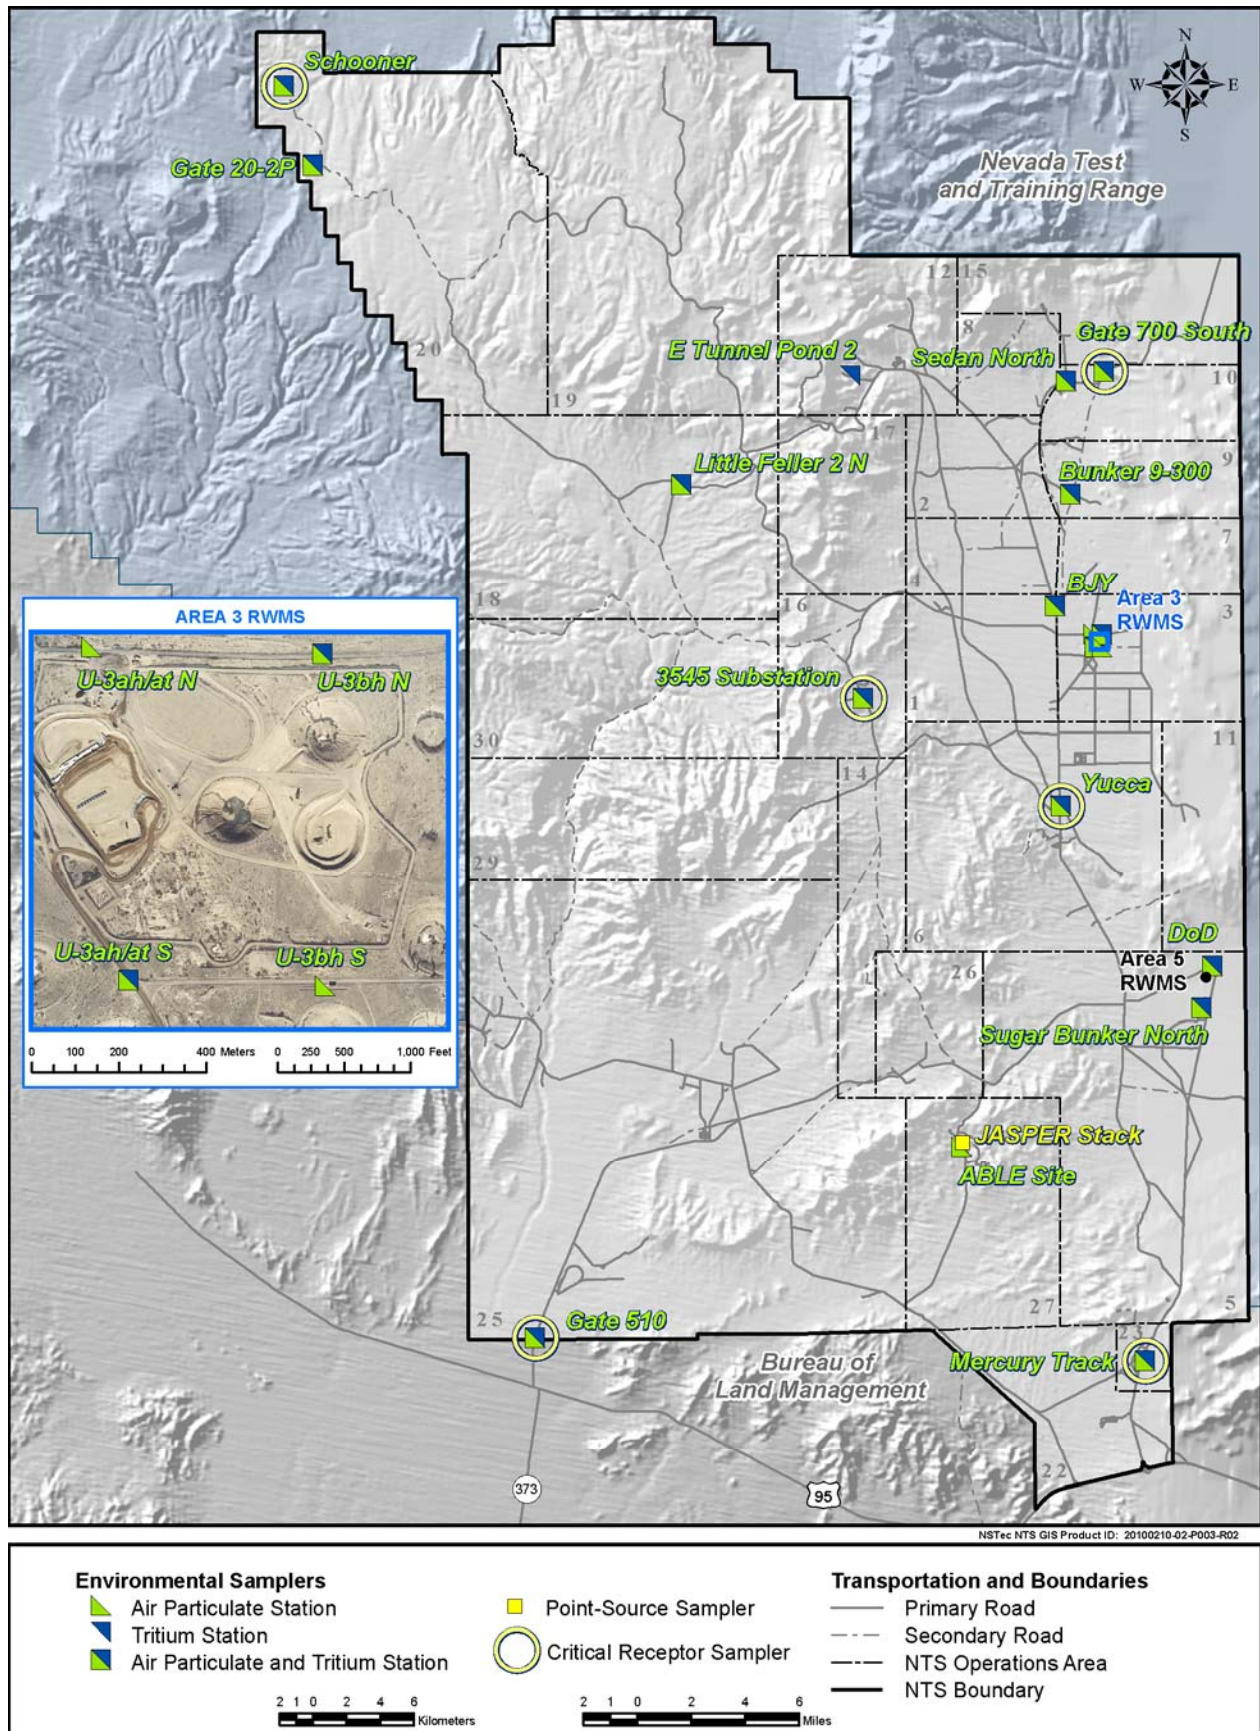 N
W
E
S
Schooner
Gate 20-2P
Nevada Test
and Training Range
12
15
8
Gate 700 South
E Tunnel Pond 2
Sedan North
20
19
10
17
Little Feller 2 N
9
Bunker 9-300
2
7
BJY
Area 3
RWMS
4
3
18
16
AREA 3 RWMS
U-3ah/at N
U-3bh N
3545 Substation
1
30
11
14
Yucca
29
U-3ah/at S
U-3bh S
6
DoD
26
Area 5
RWMS
Sugar Bunker North
0 100 200 400 Meters
0 250 500 1,000 Feet
JASPER Stack
ABLE Site
25
Gate 510
27
5
23
Bureau of
Land Management
Mercury Track
22
373
95
NSTec NTS GIS Product ID: 20100210-02-P003-R02
Environmental Samplers
Air Particulate Station
Tritium Station
Air Particulate and Tritium Station
Point-Source Sampler
Critical Receptor Sampler
Transportation and Boundaries
Primary Road
Secondary Road
NTS Operations Area
NTS Boundary
2 1 0 2 4 6
Kilometers
2 1 0 2 4 6
Miles